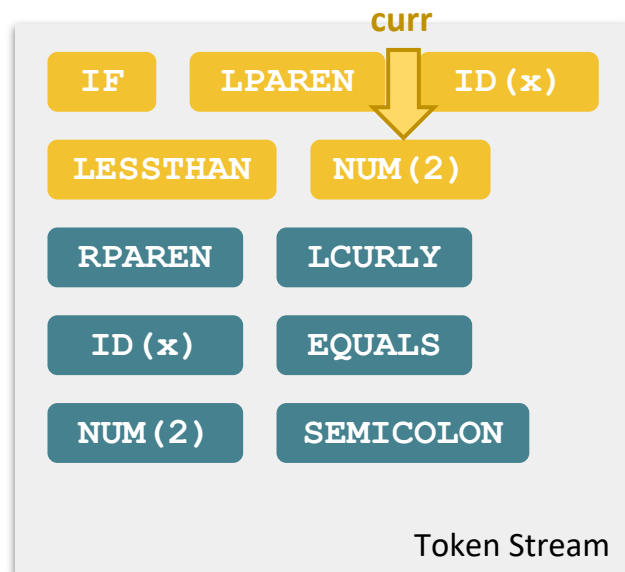 curr
IF LPAREN ID(x)
LESSTHAN NUM(2)
RPAREN LCURLY
ID(x) EQUALS
NUM(2) SEMICOLON
Token Stream